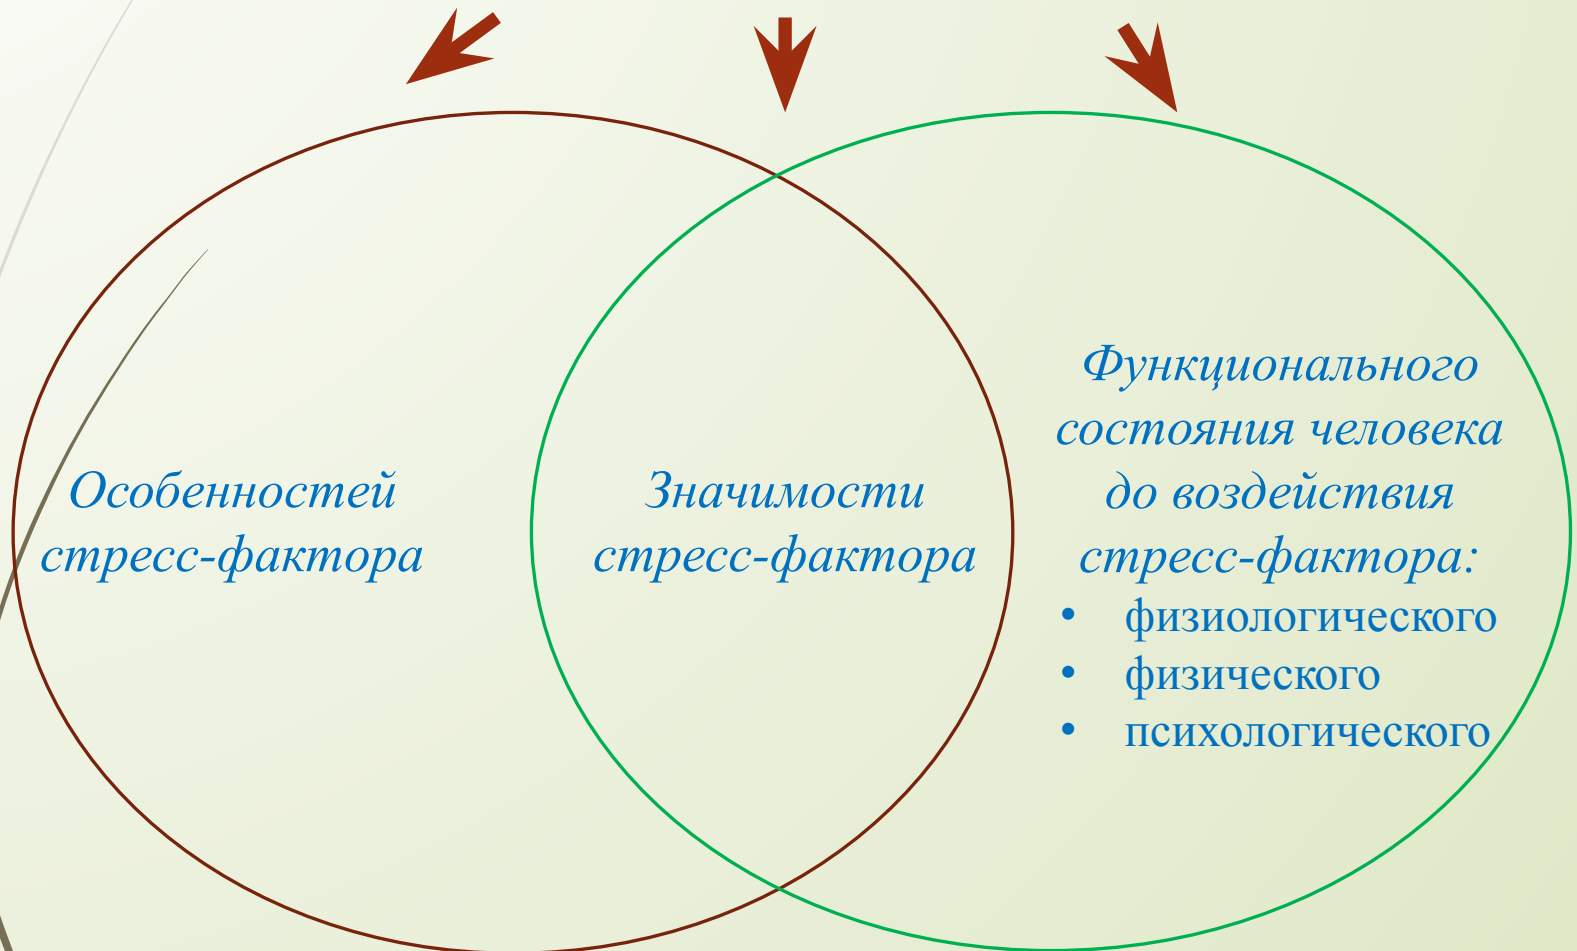 Особенностей
стресс-фактора
Значимости
стресс-фактора
Функционального
состояния человека
до воздействия
стресс-фактора:
• физиологического
• физического
• психологического